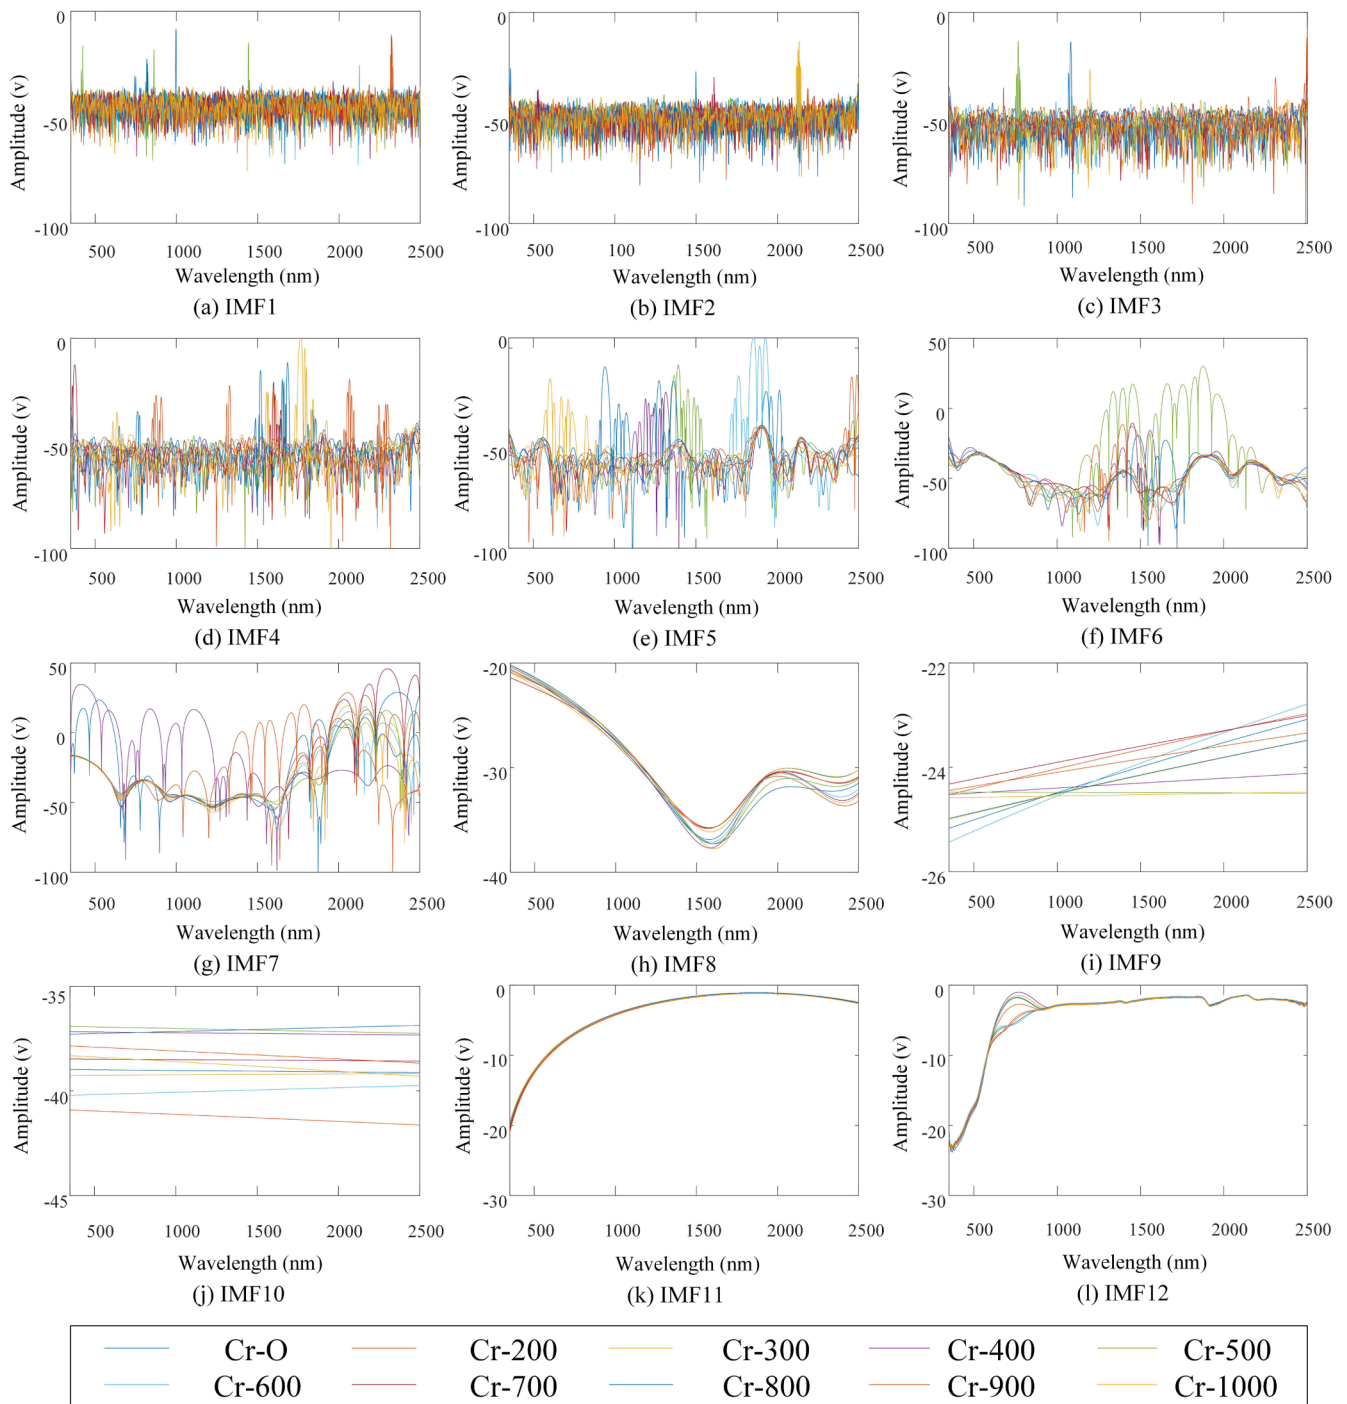 0
-50
-100
Amplitude (v)
500 1000 1500 2000 2500
Wavelength (nm)
(a) IMF1
0
-50
-100
Amplitude (v)
500 100 1500 2000 2500
Wavelength (nm)
(b) IMF2
0
-50
-100
Amplitude (v)
500 1000 1500 2000 2500
Wavelength (nm)
(c) IMF3
0
-50
-100
Amplitude (v)
500 1000 1500 2000 2500
Wavelength (nm)
(d) IMF4
0
-50
-100
Amplitude (v)
500 1000 1500 2000 2500
Wavelength (nm)
(e) IMF5
50
0
-50
-100
Amplitude (v)
500 1000 1500 2000 2500
Wavelength (nm)
(f) IMF6
50
0
-50
-100
Amplitude (v)
500 1000 1500 2000 2500
Wavelength (nm)
(g) IMF7
-20
-30
-40
Amplitude (v)
500 1000 1500 2000 2500
Wavelength (nm)
(h) IMF8
-22
-24
-26
Amplitude (v)
500 1000 1500 2000 2500
Wavelength (nm)
(i) IMF9
-35
-40
-45
Amplitude (v)
500 1000 1500 2000 2500
Wavelength (nm)
(j) IMF10
0
-10
-20
-30
Amplitude (v)
500 1000 1500 2000 2500
Wavelength (nm)
(k) IMF11
0
-10
-20
-30
Amplitude (v)
500 1000 1500 2000 2500
Wavelength (nm)
(l) IMF12
Cr-O Cr-200 Cr-300 Cr-400 Cr-500
Cr-600 Cr-700 Cr-800 Cr-900 Cr-1000